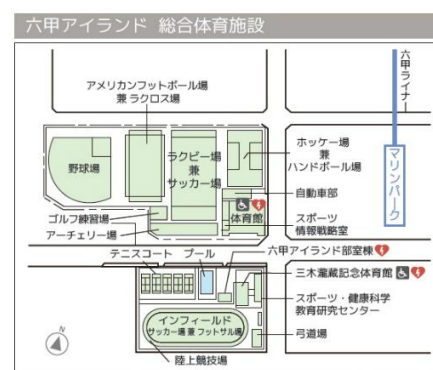 六甲アイランド 総合体育施設
六甲ライナー
マリンパーク
アメリカンフットボール場
兼 ラクロス場
野球場
ラクビー場
兼
サッカー場
ホッケー場
兼
ハンドボール場
自動車部
体育館
スポーツ
情報戦略室
ゴルフ練習場
アーチェリー場
テニスコート プール
六甲アイランド部室棟
三木瀧蔵記念体育館
スポーツ・健康科学
教育研究センター
インフィールド
サッカー場 兼 フットサル場
弓道場
陸上競技場
N